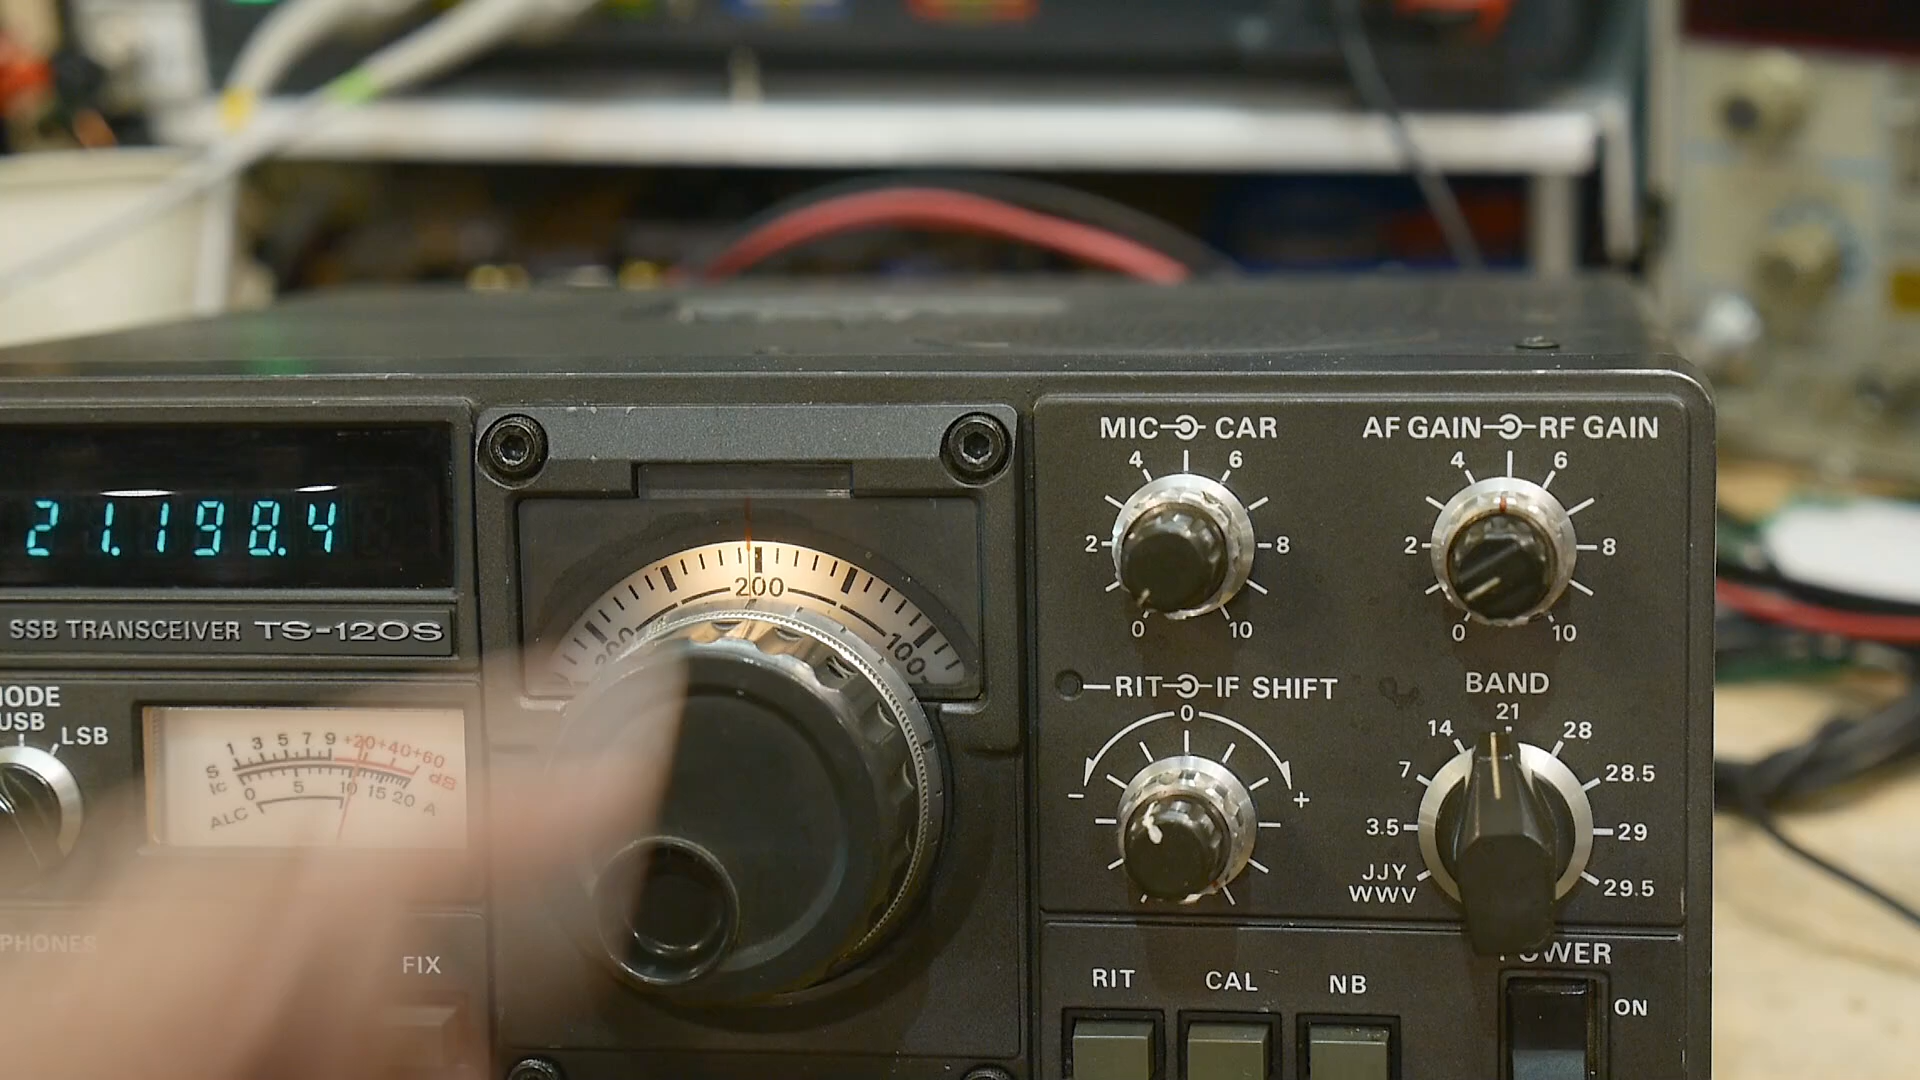 21.198.4
SSB TRANSCEIVER TS-120S
MODE
USB
LSB
S 1 3 5 7 9 +20+40+60 dB
Ic 0 5 10 15 20 A
ALC
PHONES
FIX
200
100
MIC CAR
4 6
2 8
0 10
AF GAIN RF GAIN
4 6
2 8
0 10
RIT IF SHIFT
0
- +
BAND
21
14 28
7 28.5
3.5 29
JJY
WWV 29.5
RIT CAL NB
POWER
ON